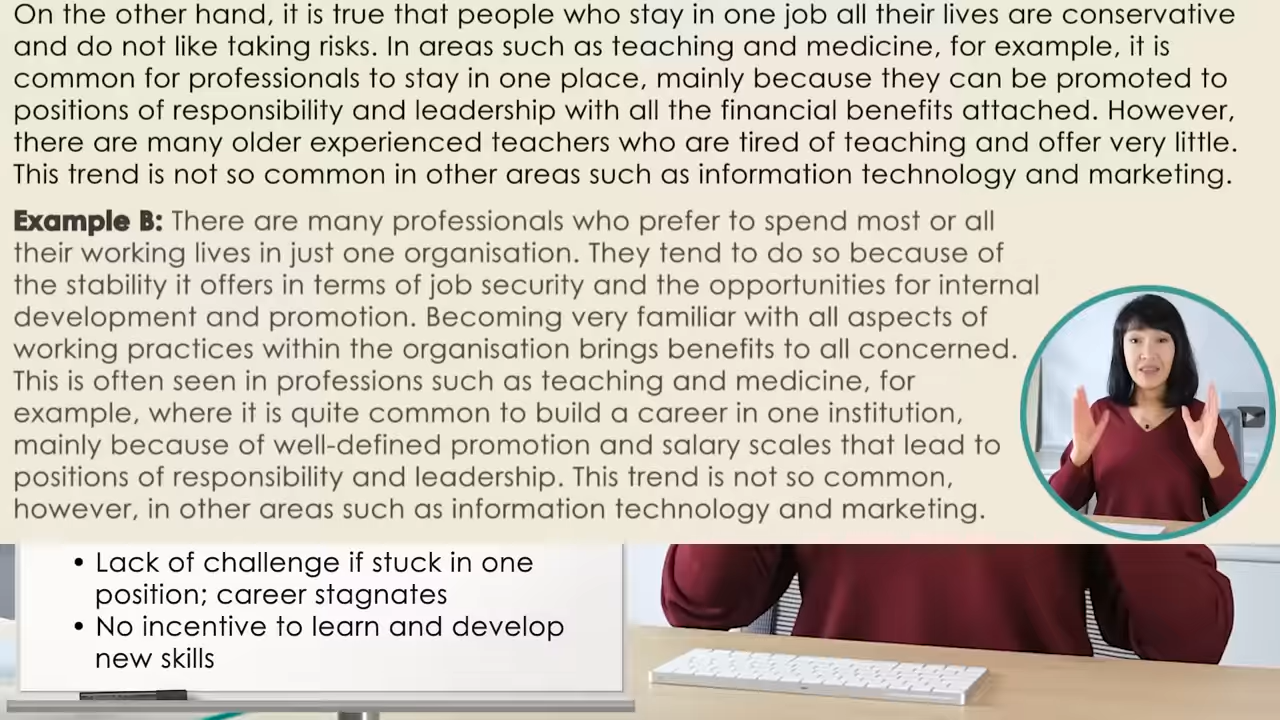 On the other hand, it is true that people who stay in one job all their lives are conservative
and do not like taking risks. In areas such as teaching and medicine, for example, it is
common for professionals to stay in one place, mainly because they can be promoted to
positions of responsibility and leadership with all the financial benefits attached. However,
there are many older experienced teachers who are tired of teaching and offer very little.
This trend is not so common in other areas such as information technology and marketing.
Example B: There are many professionals who prefer to spend most or all
their working lives in just one organisation. They tend to do so because of
the stability it offers in terms of job security and the opportunities for internal
development and promotion. Becoming very familiar with all aspects of
working practices within the organisation brings benefits to all concerned.
This is often seen in professions such as teaching and medicine, for
example, where it is quite common to build a career in one institution,
mainly because of well-defined promotion and salary scales that lead to
positions of responsibility and leadership. This trend is not so common,
however, in other areas such as information technology and marketing.
• Lack of challenge if stuck in one
position; career stagnates
• No incentive to learn and develop
new skills